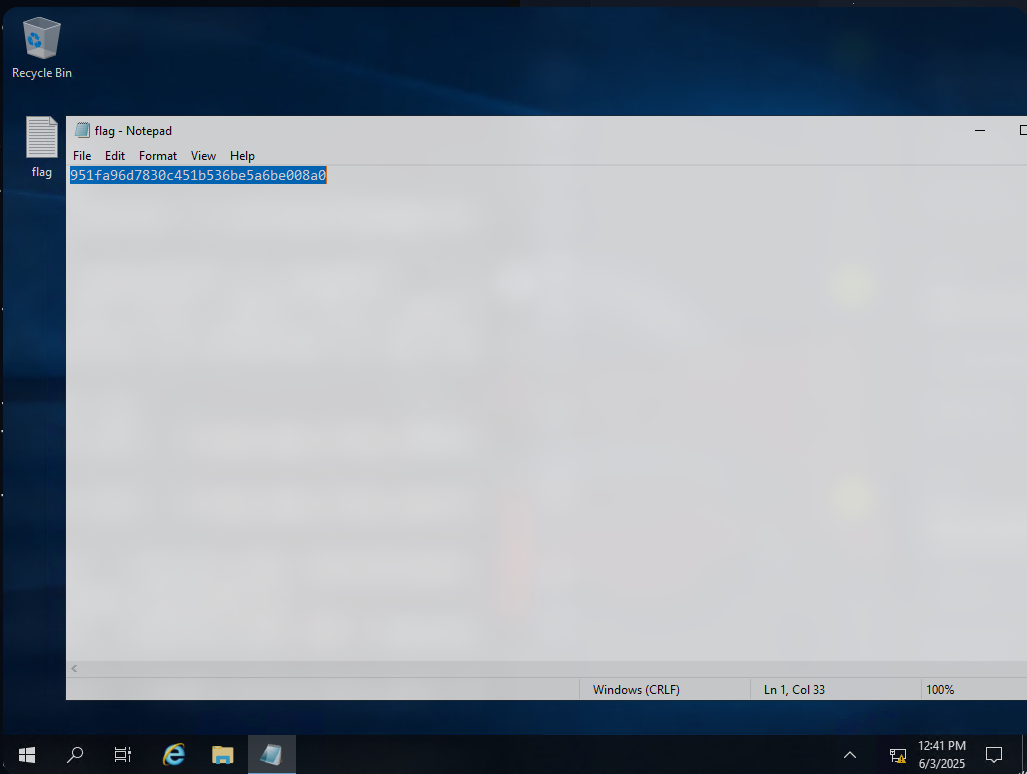 Recycle Bin
flag
flag - Notepad
File Edit Format View Help
951fa96d7830c451b536be5a6be008a0
Windows (CRLF) Ln 1, Col 33 100%
12:41 PM
6/3/2025